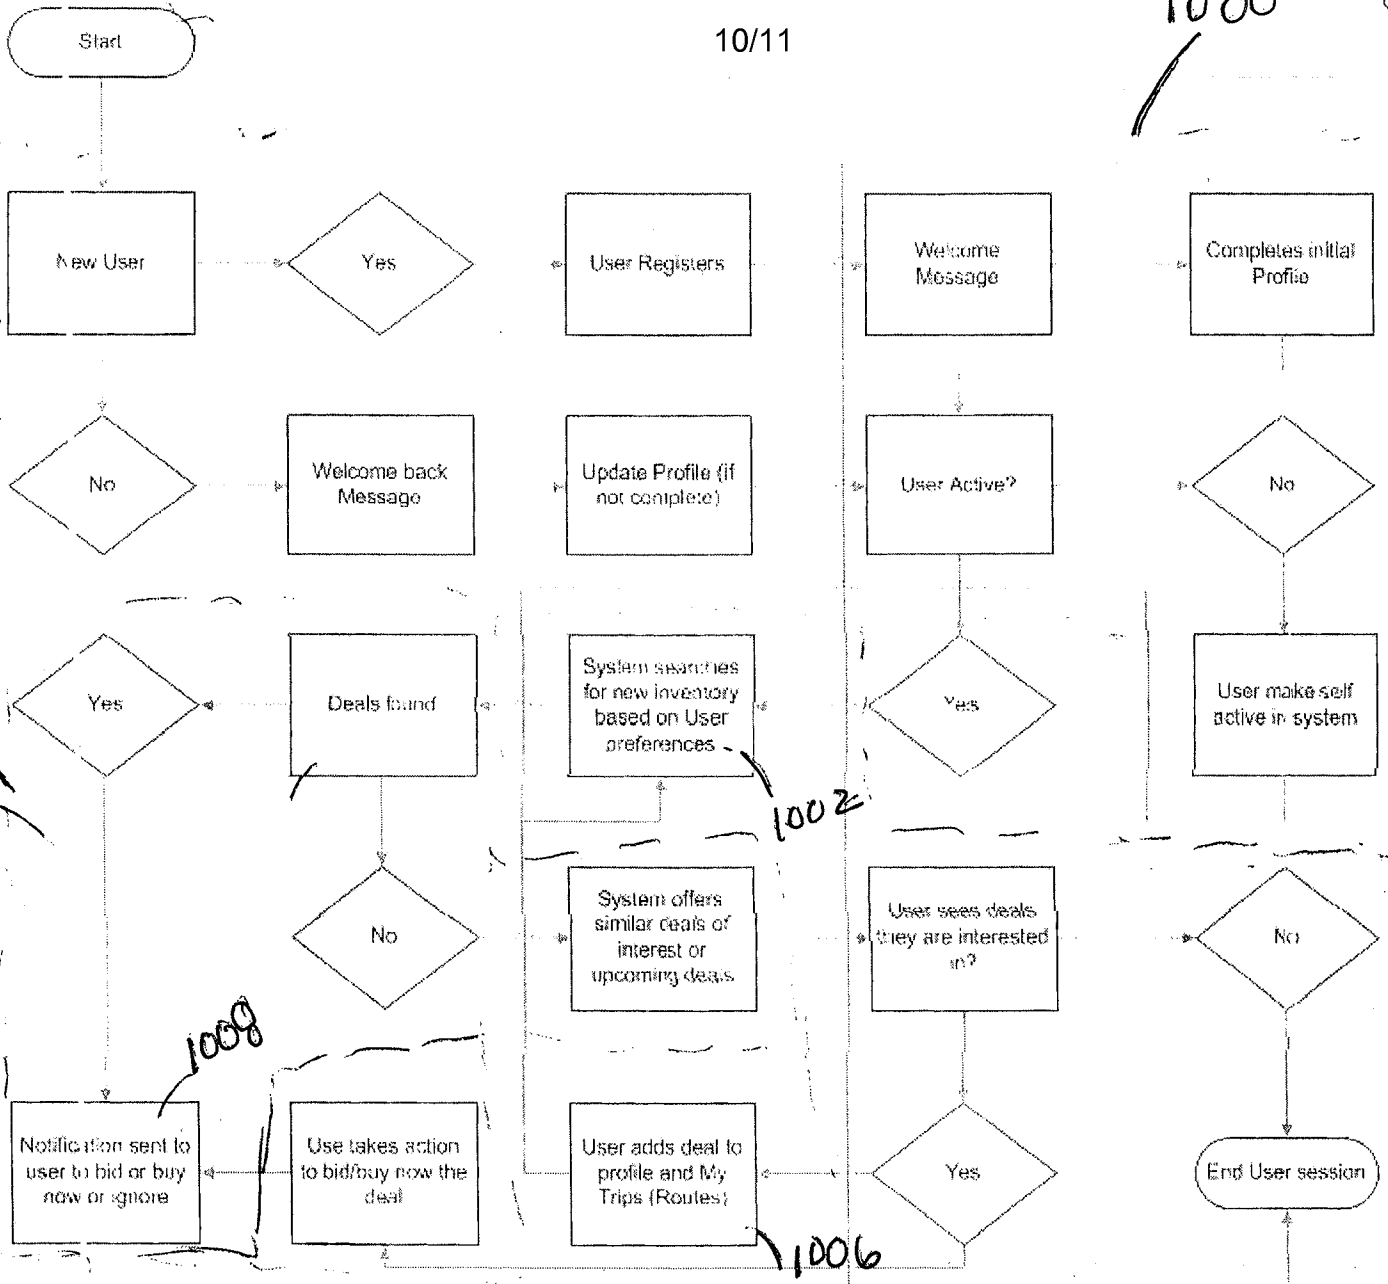 Start
10/11
1000
New User
Yes
User Registers
Welcome
Message
Completes initial
Profile
No
Welcome back
Message
Update Profile (if
not complete)
User Active?
No
Yes
Deals found
System searches
for new inventory
based on User
preferences
Yes
User make self
active in system
1002
No
System offers
similar deals of
interest or
upcoming deals
User sees deals
they are interested
in?
No
1008
Notification sent to
user to bid or buy
now or ignore
Use takes action
to bid/buy now the
deal
User adds deal to
profile and My
Trips (Routes)
Yes
End User session
1006